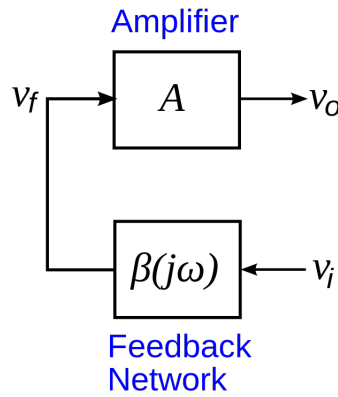 Amplifier
v_f A v_o
β(jω) v_i
Feedback
Network